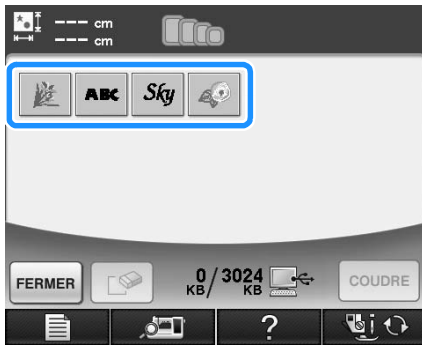 --- cm
--- cm
ABC Sky
FERMER 0/3024 KB KB COUDRE
?